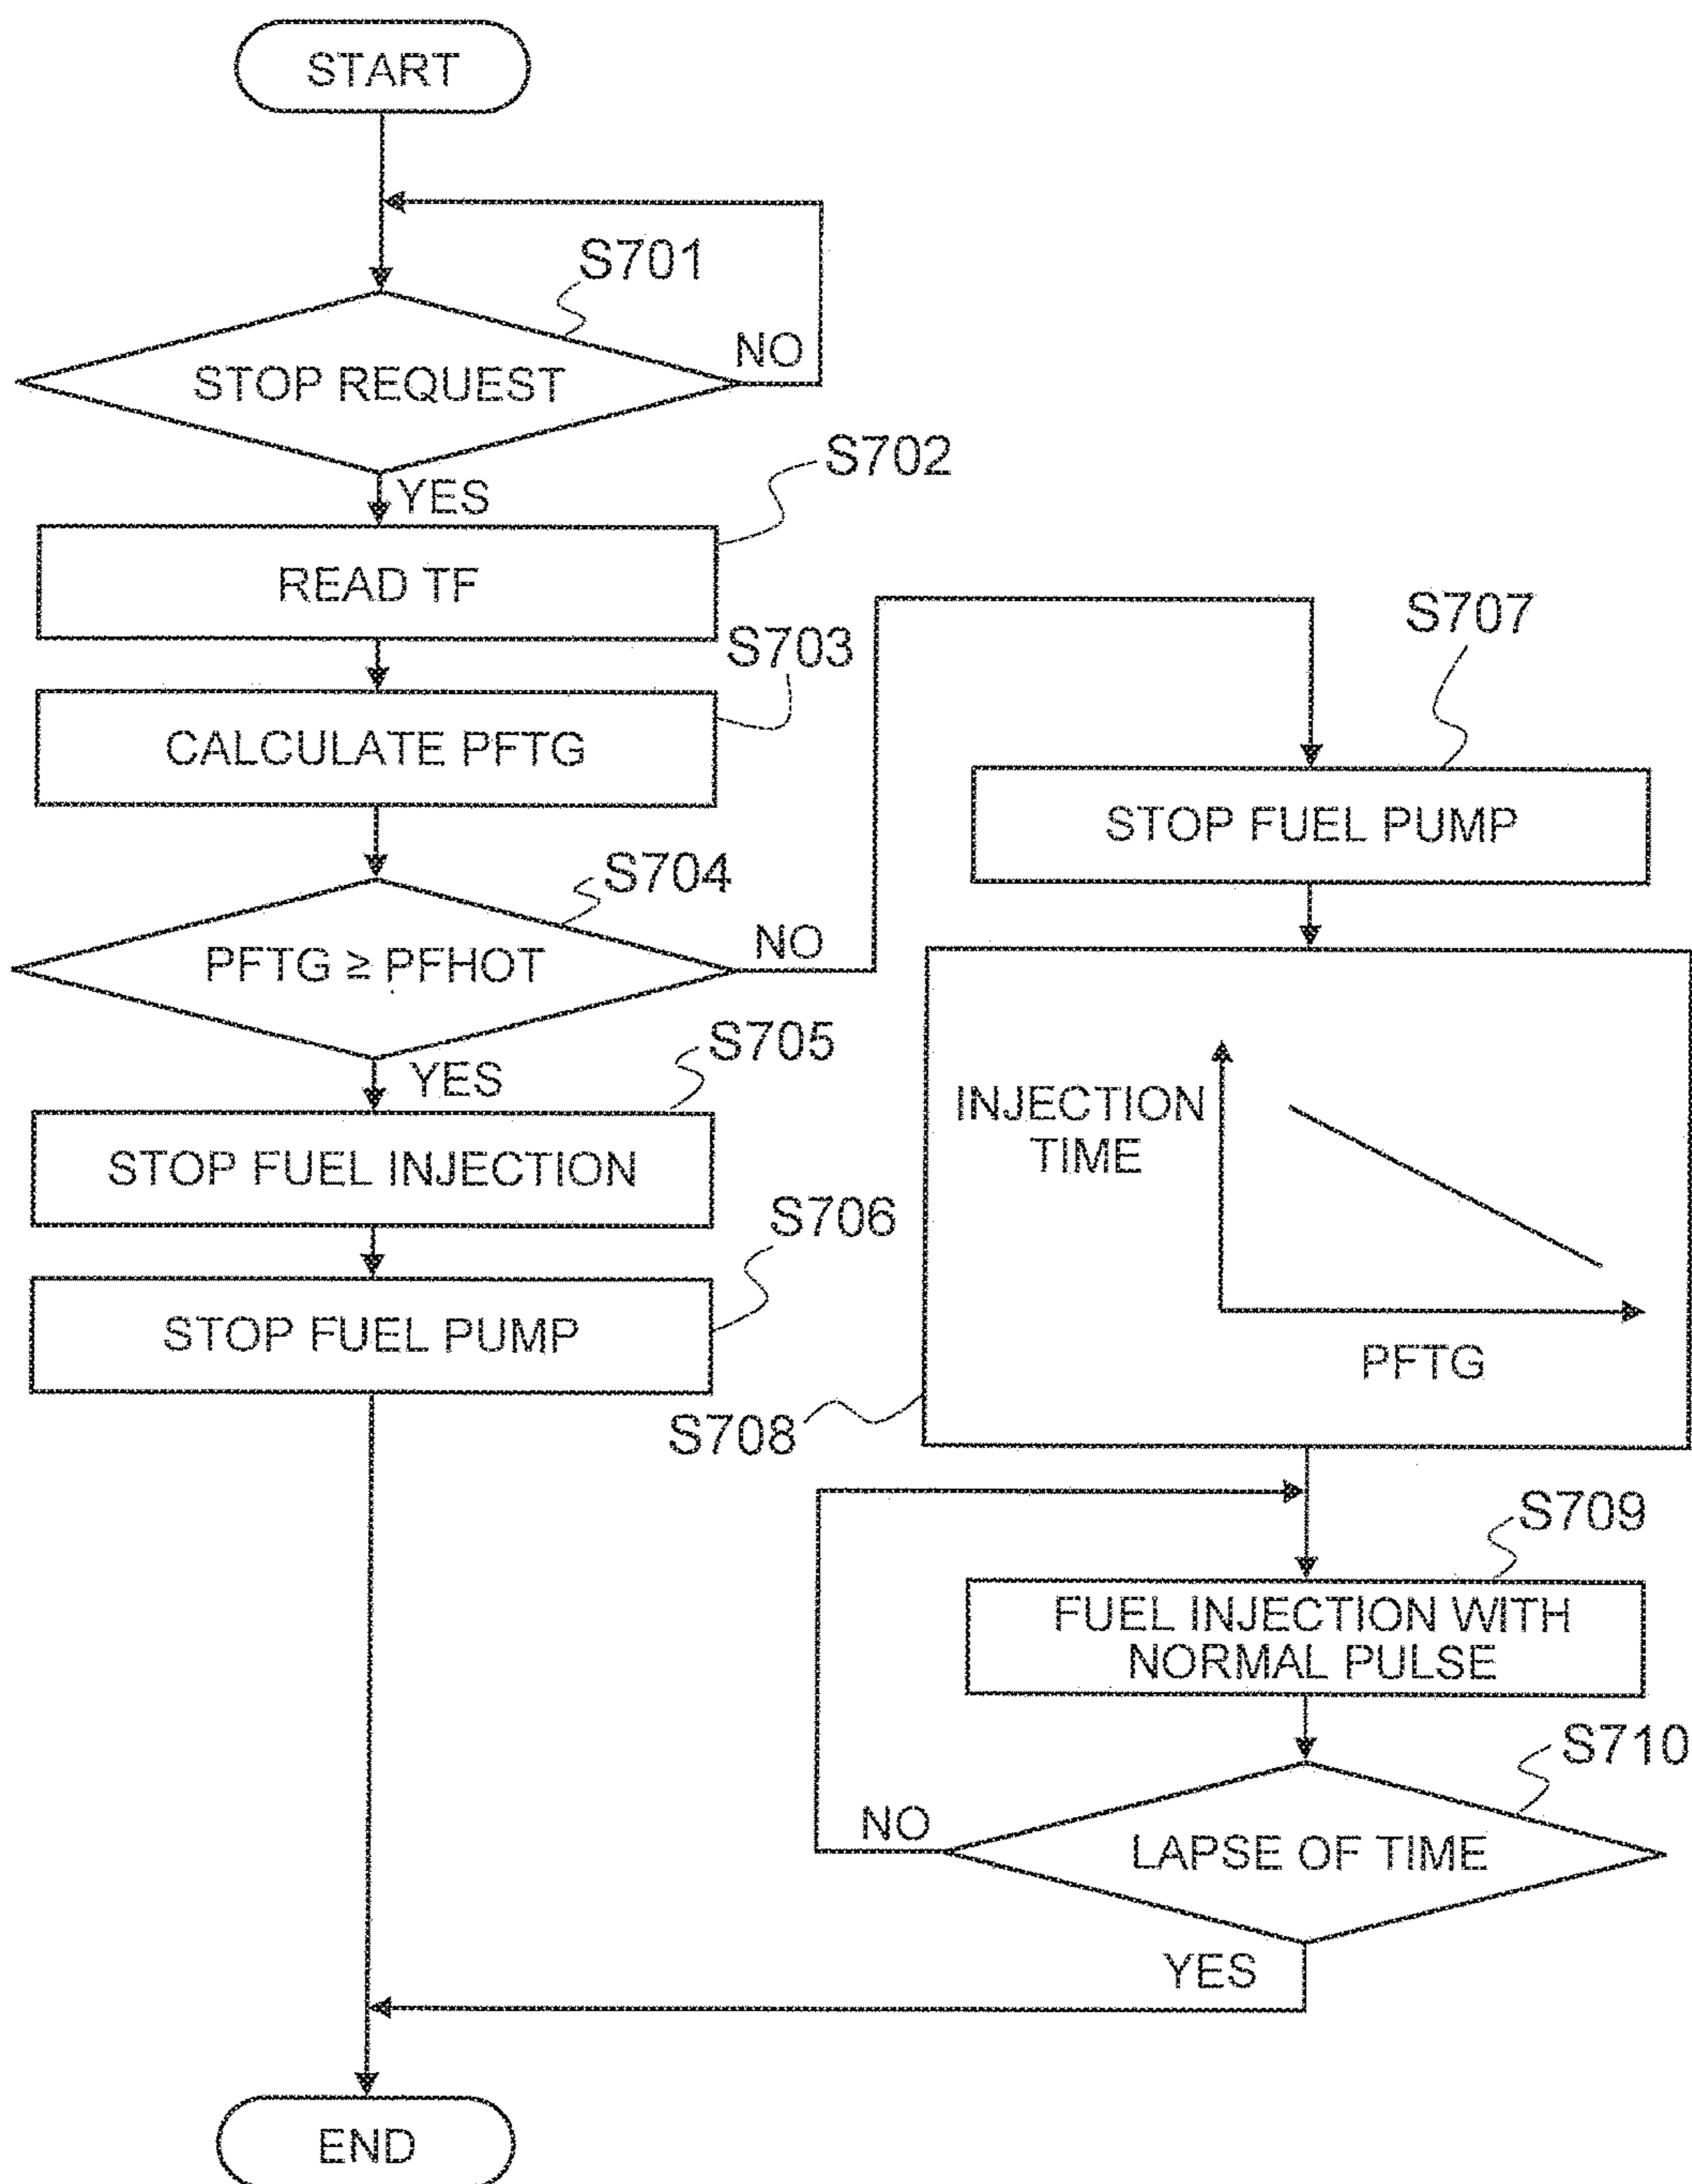 START
S701
NO
STOP REQUEST
YES
S702
READ TF
S703
CALCULATE PFTG
S704
PFTG ≥ PFHOT
NO
YES
S705
STOP FUEL INJECTION
S706
STOP FUEL PUMP
S707
STOP FUEL PUMP
INJECTION
TIME
PFTG
S708
S709
FUEL INJECTION WITH
NORMAL PULSE
S710
NO
LAPSE OF TIME
YES
END